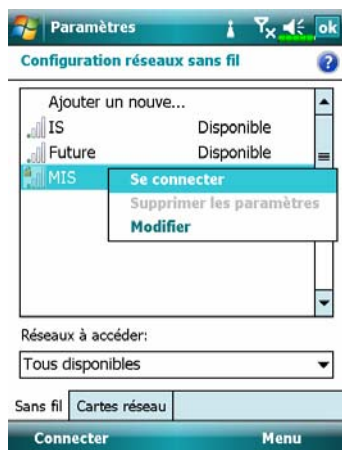 Paramètres ok
Configuration réseaux sans fil ?
Ajouter un nouve...
IS Disponible
Future Disponible
MIS Se connecter
Supprimer les paramètres
Modifier
Réseaux à accéder:
Tous disponibles
Sans fil Cartes réseau
Connecter Menu